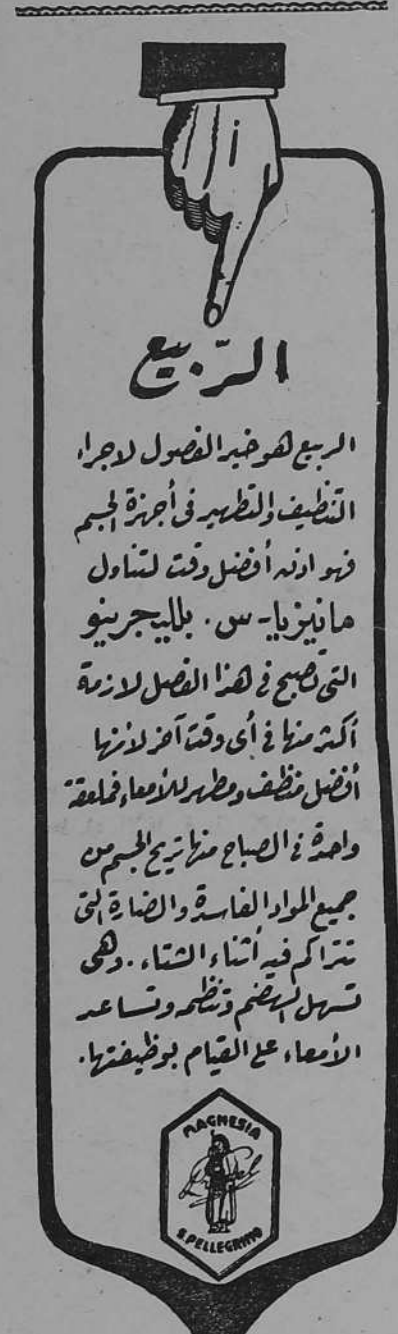 الرّبيع
الربيع هو خير الفصول لاجراء
التنظيف والتطهير فى أجهزة الجسم
فهو اذن أفضل وقت لتناول
مانيزيا - س . بلليجرينو
التى تصبح فى هذا الفصل لازمة
أكثر منها فى أى وقت آخر لأنها
أفضل منظف ومطهر للأمعاء فملعقة
واحدة فى الصباح منها تريح الجسم من
جميع المواد الفاسدة والضارة التى
تتراكم فيه أثناء الشتاء . وهى
تسهل الهضم وتنظمه وتساعد
الأمعاء على القيام بوظيفتها .
MAGNESIA
S.PELLEGRINO